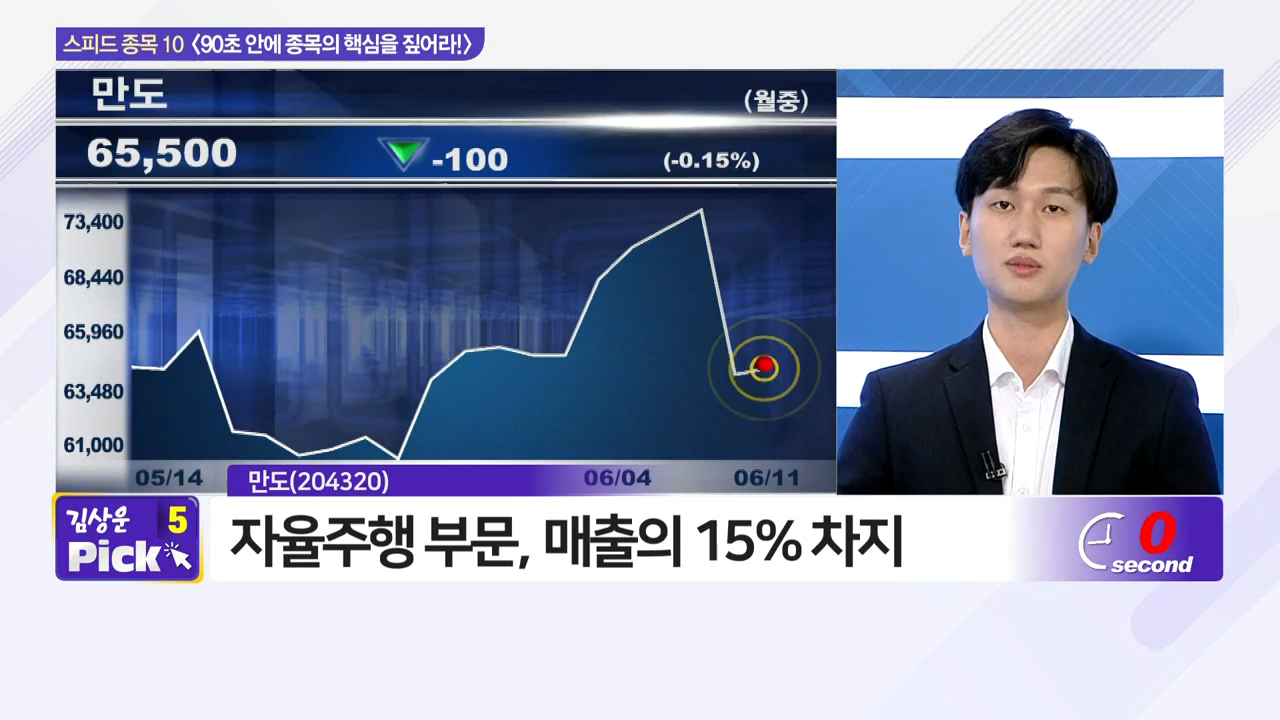 스피드 종목 10 〈90초 안에 종목의 핵심을 짚어라!〉
만도
(월중)
65,500
-100
(-0.15%)
73,400
68,440
65,960
63,480
61,000
05/14
06/04
06/11
만도(204320)
김상운 5
Pick
자율주행 부문, 매출의 15% 차지
0
second